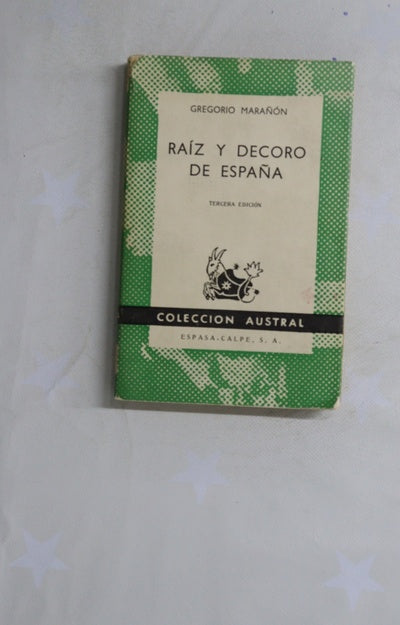 GREGORIO MARAÑÓN
RAÍZ Y DECORO
DE ESPAÑA
TERCERA EDICIÓN
COLECCION AUSTRAL
ESPASA-CALPE, S. A.